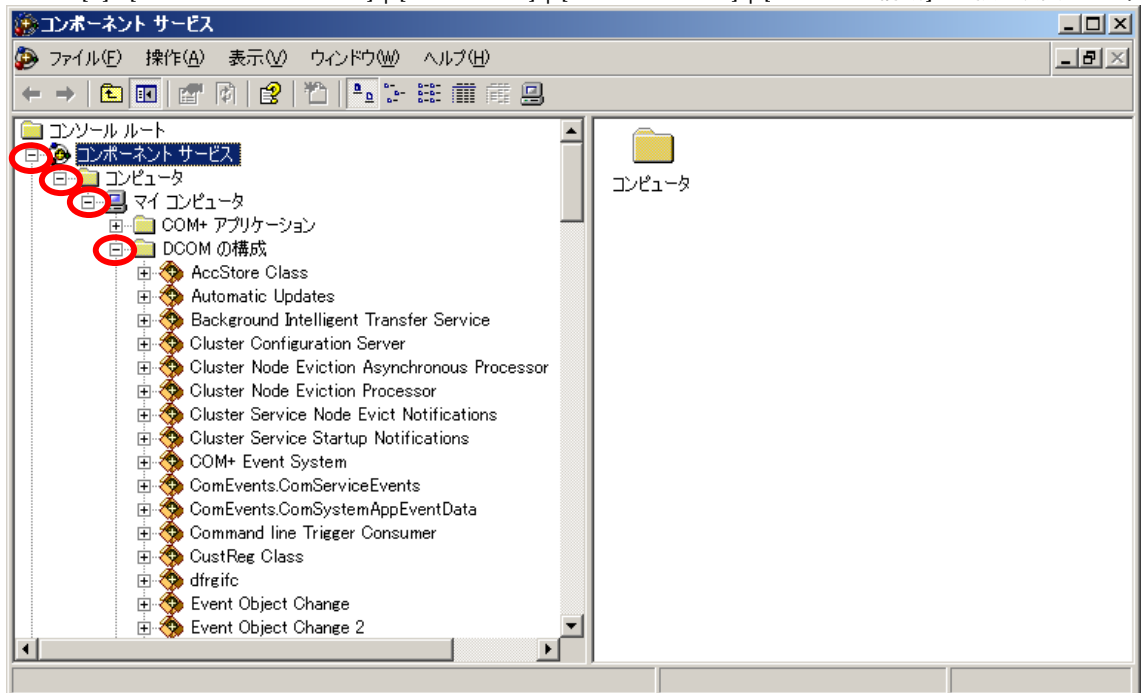 コンポーネント サービス
ファイル(F) 操作(A) 表示(V) ウィンドウ(W) ヘルプ(H)
コンソール ルート
コンポーネント サービス
コンピュータ
マイ コンピュータ
COM+ アプリケーション
DCOM の構成
AccStore Class
Automatic Updates
Background Intelligent Transfer Service
Cluster Configuration Server
Cluster Node Eviction Asynchronous Processor
Cluster Node Eviction Processor
Cluster Service Node Evict Notifications
Cluster Service Startup Notifications
COM+ Event System
ComEvents.ComServiceEvents
ComEvents.ComSystemAppEventData
Command line Trigger Consumer
CustReg Class
dfrgifc
Event Object Change
Event Object Change 2
コンピュータ